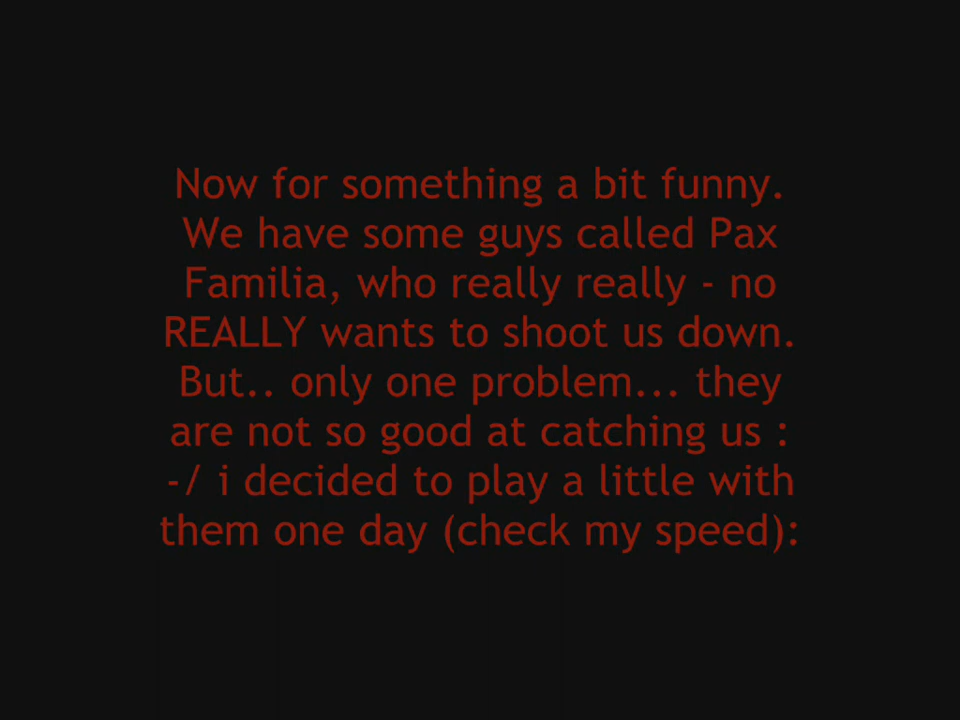 Now for something a bit funny.
We have some guys called Pax
Familia, who really really - no
REALLY wants to shoot us down.
But.. only one problem... they
are not so good at catching us :
-/ i decided to play a little with
them one day (check my speed):